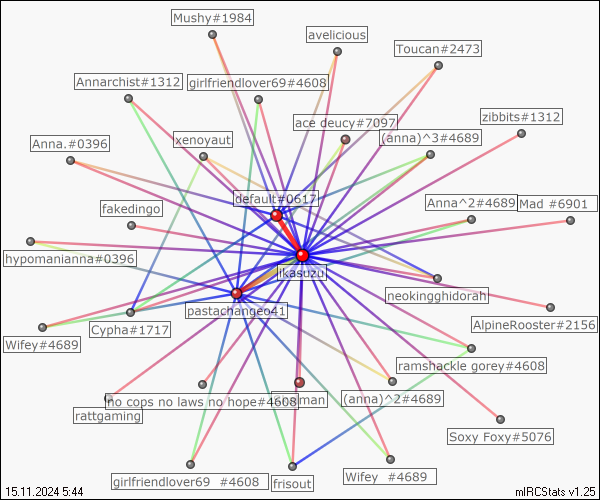 Mushy#1984
avelicious
Toucan#2473
Annarchist#1312
girlfriendlover69#4608
zibbits#1312
ace deucy#7097
(anna)^3#4689
Anna.#0396
xenoyaut
default#0617
Anna^2#4689
Mad #6901
fakedingo
hypomanianna#0396
ikasuzu
neokingghidorah
pastachangeo41
AlpineRooster#2156
Cypha#1717
Wifey#4689
ramshackle gorey#4608
no cops no laws no hope#4608
(anna)^2#4689
rattgaming
Soxy Foxy#5076
girlfriendlover69 #4608
frisout
Wifey #4689
15.11.2024 5:44
mIRCStats v1.25